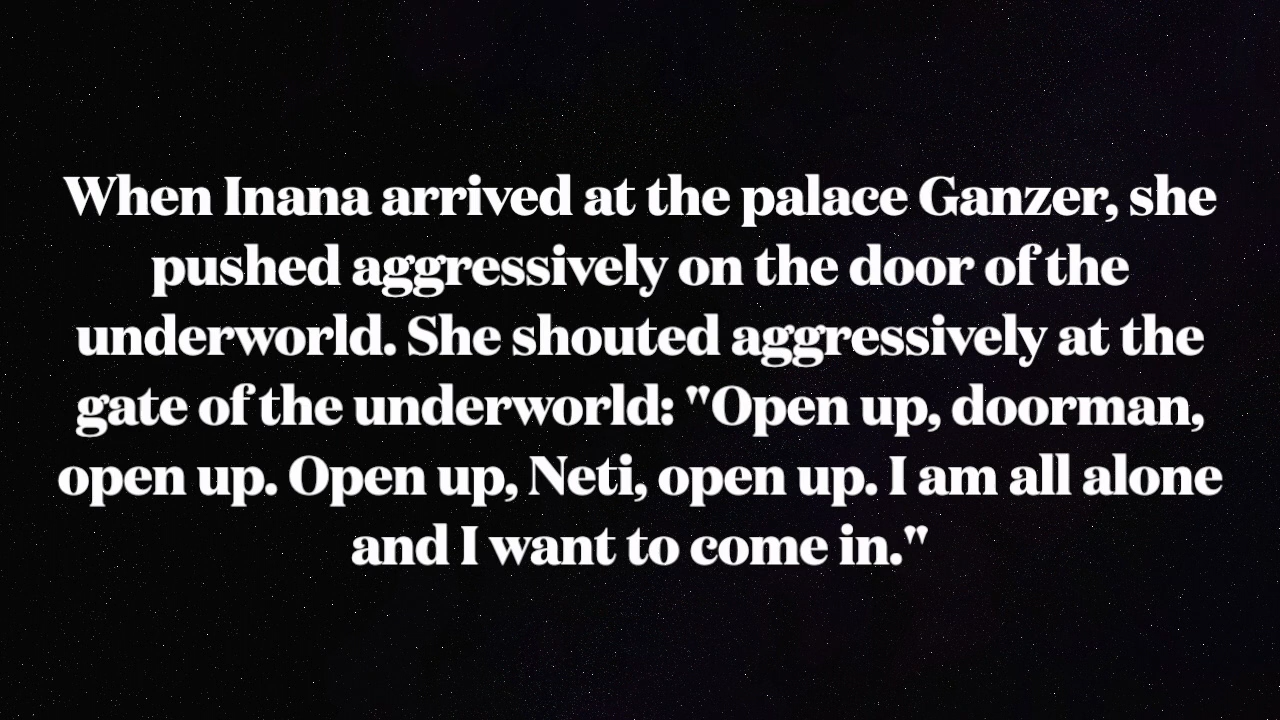 When Inana arrived at the palace Ganzer, she
pushed aggressively on the door of the
underworld. She shouted aggressively at the
gate of the underworld: "Open up, doorman,
open up. Open up, Neti, open up. I am all alone
and I want to come in."